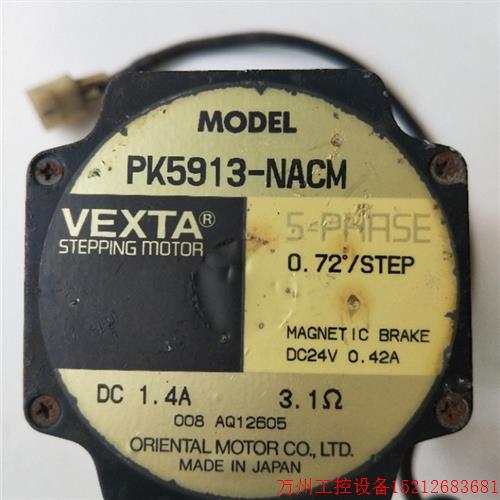 MODEL
PK5913-NACM
VEXTA®
STEPPING MOTOR
5-PHASE
0.72°/STEP
MAGNETIC BRAKE
DC24V 0.42A
DC 1.4A 3.1Ω
008 AQ12605
ORIENTAL MOTOR CO., LTD.
MADE IN JAPAN
万州工控设备15212683681